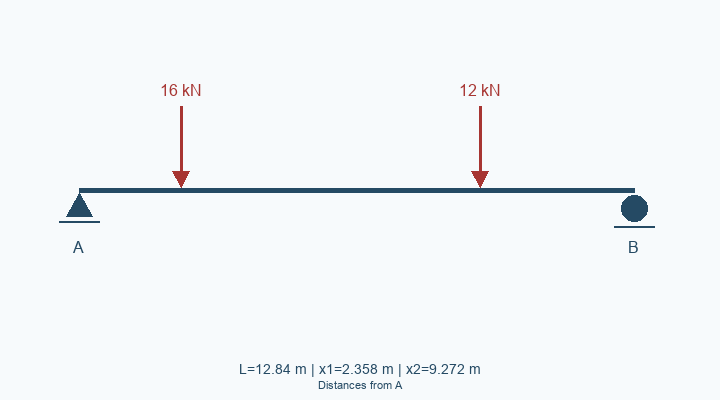 16 kN 12 kN
A B
L=12.84 m | x1=2.358 m | x2=9.272 m
Distances from A